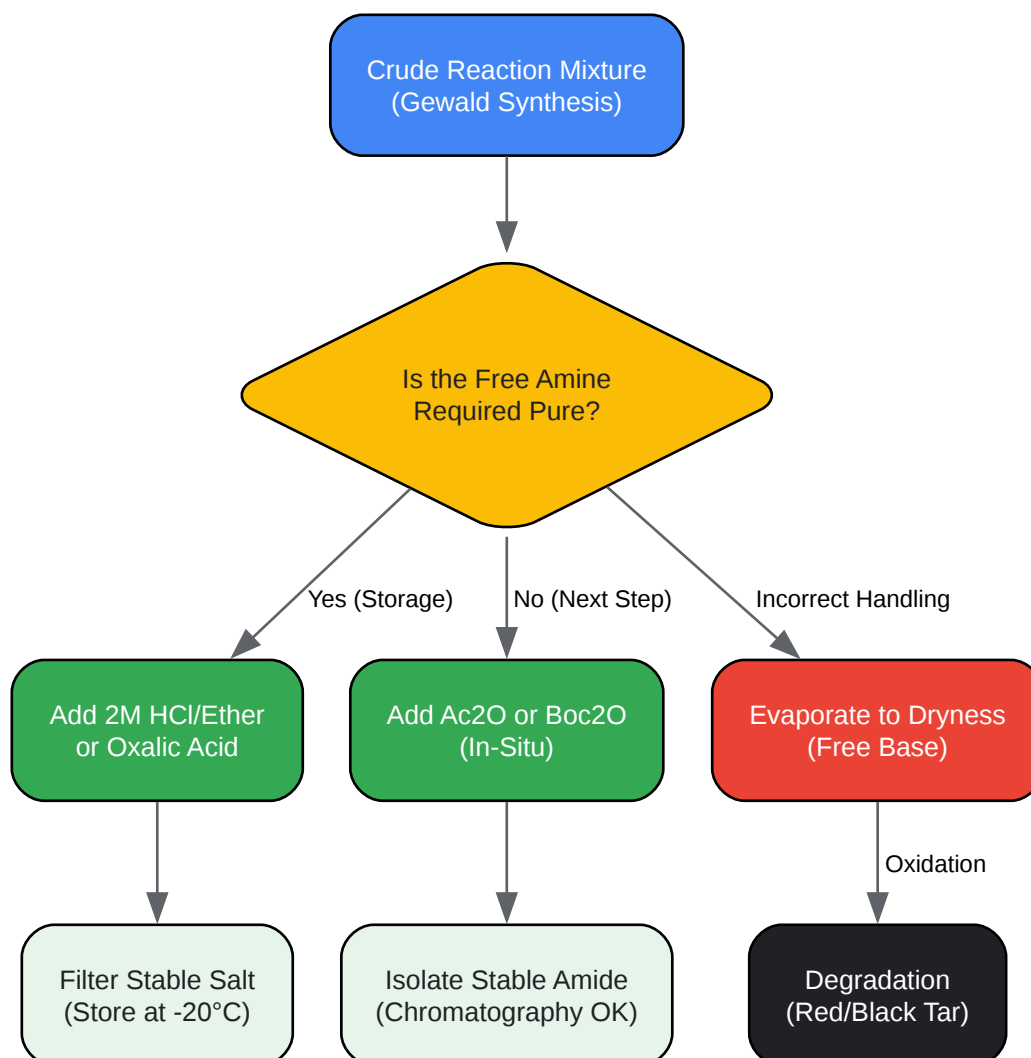 Crude Reaction Mixture
(Gewald Synthesis)
Is the Free Amine
Required Pure?
Yes (Storage)
No (Next Step)
Incorrect Handling
Add 2M HCl/Ether
or Oxalic Acid
Add Ac2O or Boc2O
(In-Situ)
Evaporate to Dryness
(Free Base)
Oxidation
Filter Stable Salt
(Store at -20°C)
Isolate Stable Amide
(Chromatography OK)
Degradation
(Red/Black Tar)